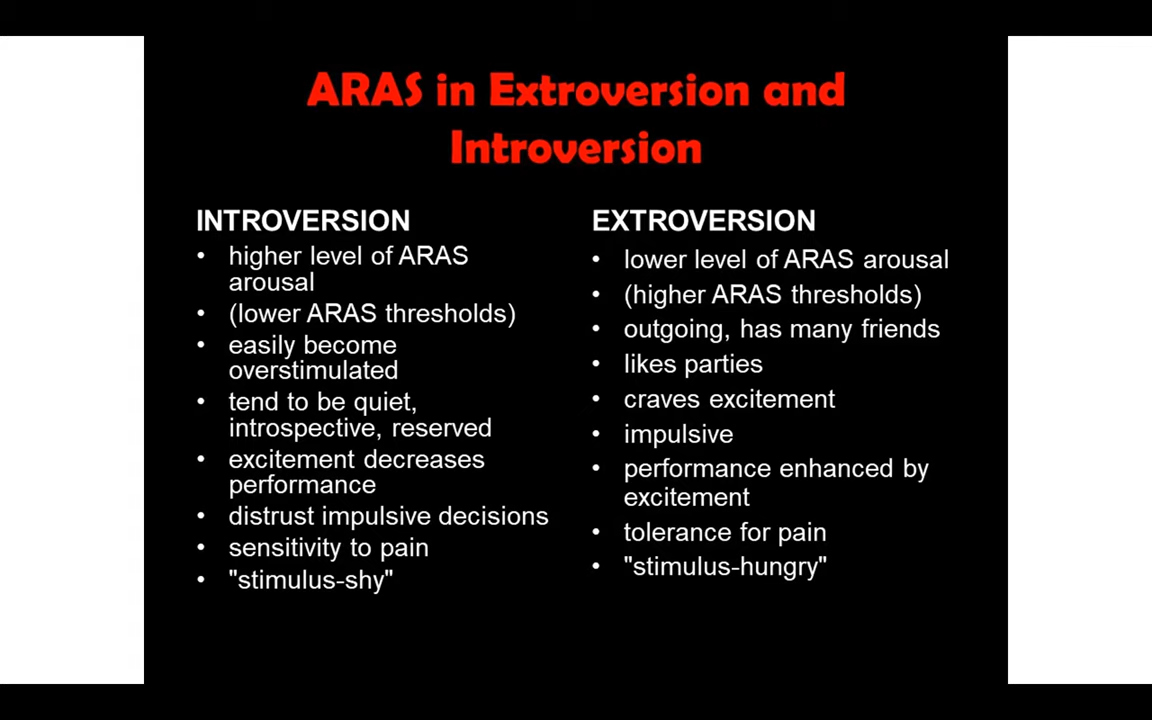 ARAS in Extroversion and
Introversion
INTROVERSION
• higher level of ARAS
arousal
• (lower ARAS thresholds)
• easily become
overstimulated
• tend to be quiet,
introspective, reserved
• excitement decreases
performance
• distrust impulsive decisions
• sensitivity to pain
• "stimulus-shy"
EXTROVERSION
• lower level of ARAS arousal
• (higher ARAS thresholds)
• outgoing, has many friends
• likes parties
• craves excitement
• impulsive
• performance enhanced by
excitement
• tolerance for pain
• "stimulus-hungry"